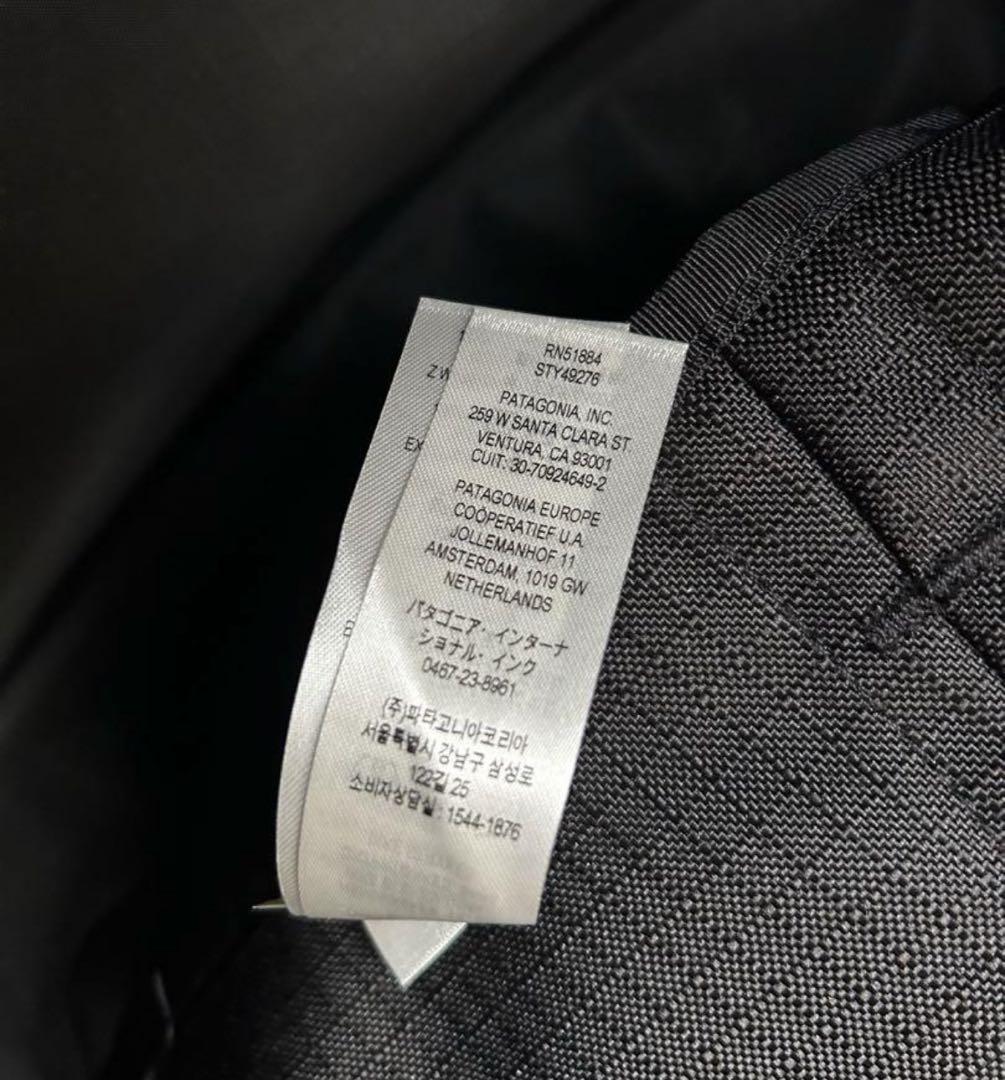 RN51884
STY49276
PATAGONIA, INC.
259 W SANTA CLARA ST.
VENTURA, CA 93001
CUIT: 30-70924649-2
PATAGONIA EUROPE
COÖPERATIEF U.A.
JOLLEMANHOF 11
AMSTERDAM, 1019 GW
NETHERLANDS
パタゴニア・インターナ
ショナル・インク
0467-23-8961
(주)파타고니아코리아
서울특별시 강남구 삼성로
122길 25
소비자상담실 : 1544-1876